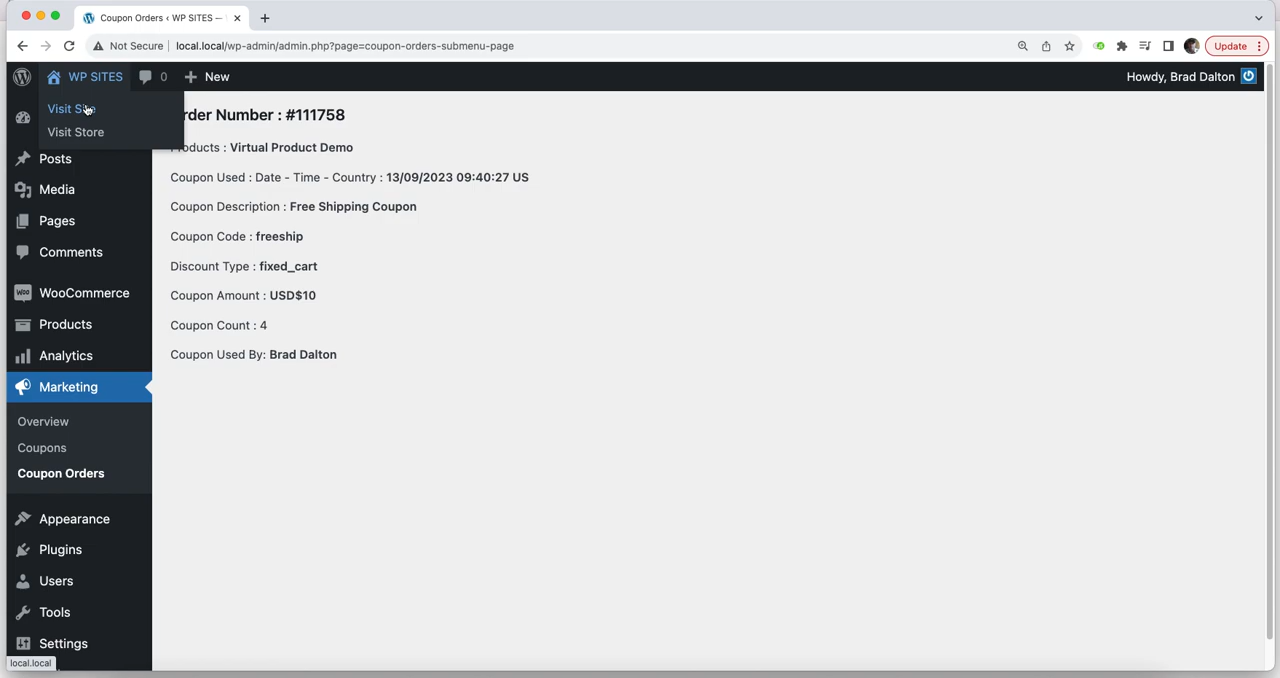 Coupon Orders ‹ WP SITES —
Not Secure local.local/wp-admin/admin.php?page=coupon-orders-submenu-page
Update
WP SITES 0 New
Howdy, Brad Dalton
Visit Site
Visit Store
Posts
Media
Pages
Comments
WooCommerce
Products
Analytics
Marketing
Overview
Coupons
Coupon Orders
Appearance
Plugins
Users
Tools
Settings
local.local
rder Number : #111758
oducts : Virtual Product Demo
Coupon Used : Date - Time - Country : 13/09/2023 09:40:27 US
Coupon Description : Free Shipping Coupon
Coupon Code : freeship
Discount Type : fixed_cart
Coupon Amount : USD$10
Coupon Count : 4
Coupon Used By: Brad Dalton